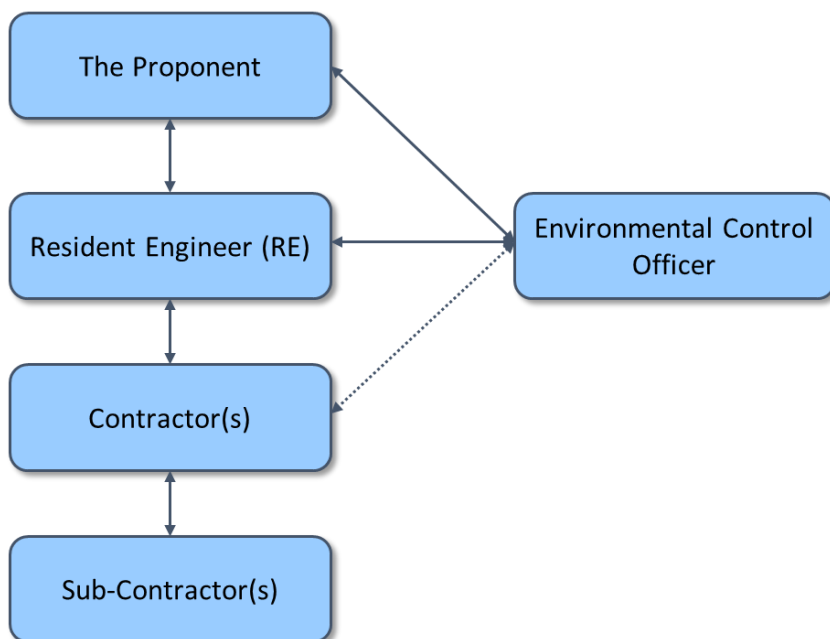 The Proponent
Resident Engineer (RE)
Environmental Control
Officer
Contractor(s)
Sub-Contractor(s)